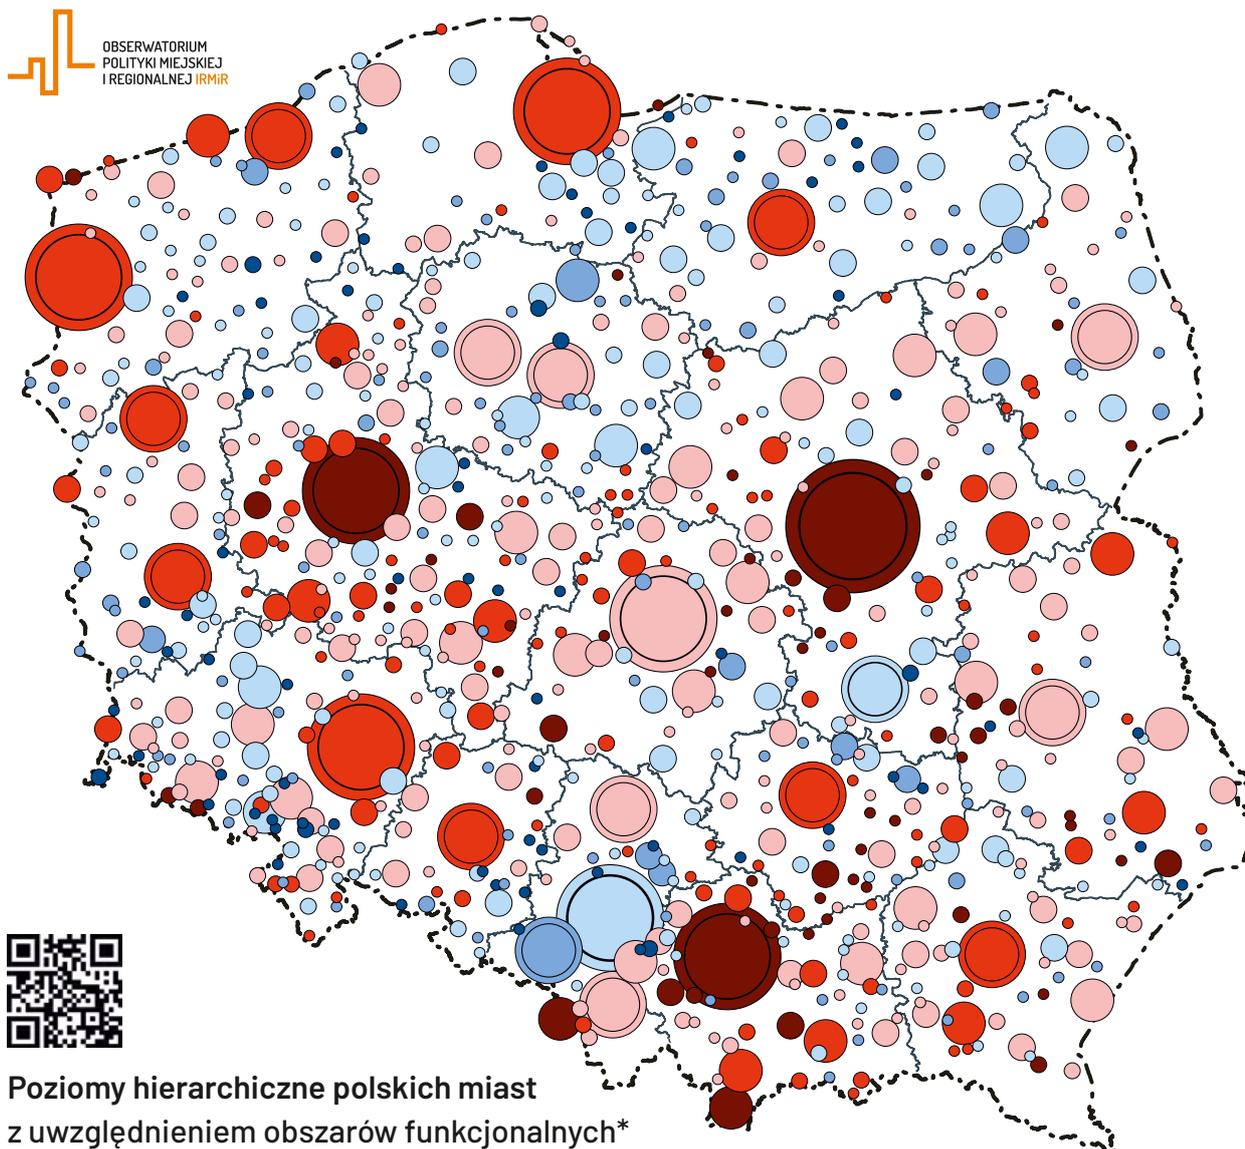 OBSERWATORIUM
POLITYKI MIEJSKIEJ
I REGIONALNEJ IRMiR
Poziomy hierarchiczne polskich miast
z uwzględnieniem obszarów funkcjonalnych*